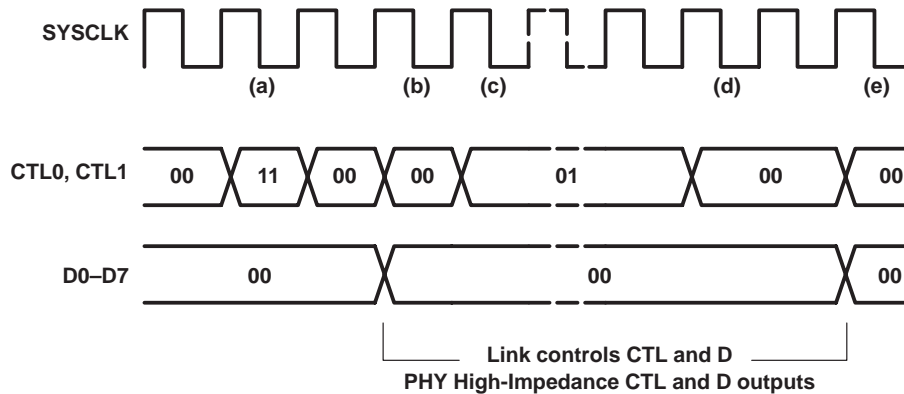 SYSCLK
(a) (b) (c) (d) (e)
CTL0, CTL1 00 11 00 00 01 00 00
D0–D7 00 00 00
Link controls CTL and D
PHY High-Impedance CTL and D outputs